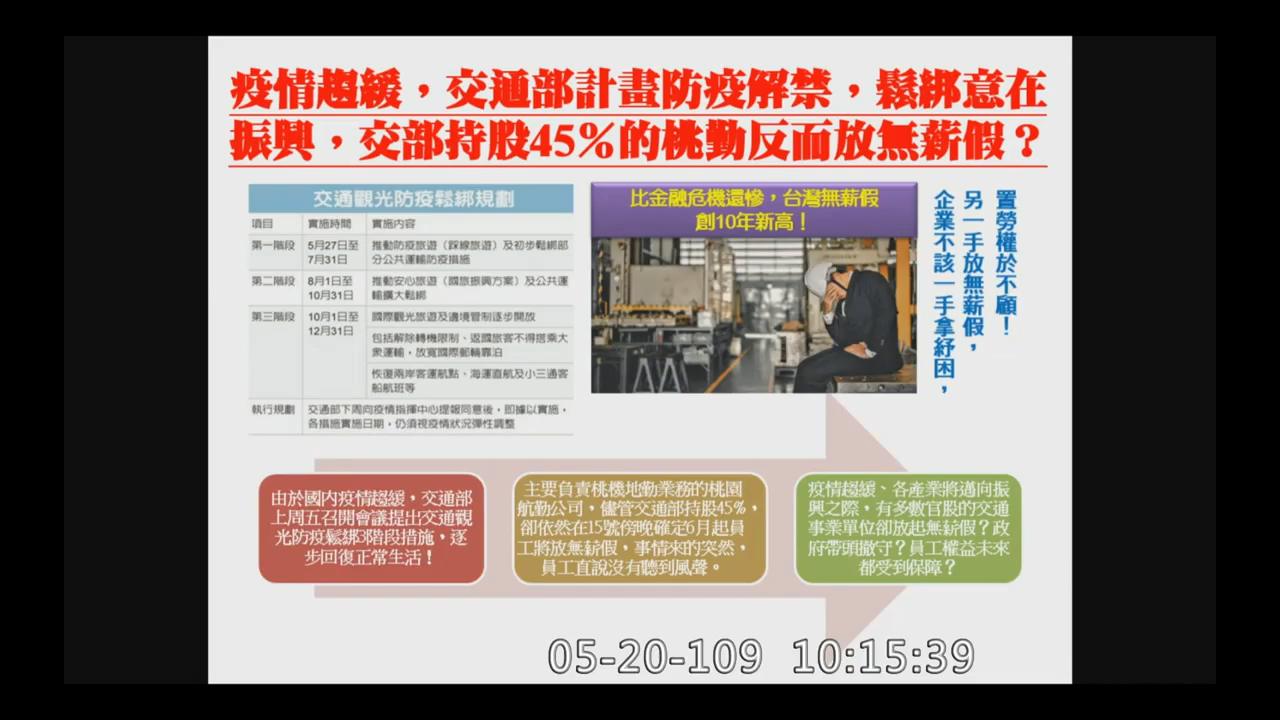 疫情趨緩，交通部計畫防疫解禁，鬆綁意在
振興，交部持股45%的桃勤反而放無薪假？
交通觀光防疫鬆綁規劃
項目 實施時間 實施內容
第一階段 5月27日至 推動防疫旅遊（踩線旅遊）及初步鬆綁部
7月31日 分公共運輸防疫措施
第二階段 8月1日至 推動安心旅遊（國旅振興方案）及公共運
10月31日 輸擴大鬆綁
第三階段 10月1日至 國際觀光旅遊及邊境管制逐步開放
12月31日
包括解除轉機限制、返國旅客不得搭乘大
眾運輸，放寬國際郵輪靠泊
恢復兩岸客運航點、海運直航及小三通客
船航班等
執行規劃 交通部下周向疫情指揮中心提報同意後，即據以實施，
各措施實施日期，仍須視疫情狀況彈性調整
比金融危機還慘，台灣無薪假
創10年新高！
企業不該一手拿紓困，
另一手放無薪假，
置勞權於不顧！
由於國內疫情趨緩，交通部
上周五召開會議提出交通觀
光防疫鬆綁3階段措施，逐
步回復正常生活！
主要負責桃機地勤業務的桃園
航勤公司，儘管交通部持股45%，
卻依然在15號傍晚確定6月起員
工將放無薪假，事情來的突然，
員工直說沒有聽到風聲。
疫情趨緩、各產業將邁向振
興之際，有多數官股的交通
事業單位卻放起無薪假？政
府帶頭撤守？員工權益未來
都受到保障？
05-20-109 10:15:39